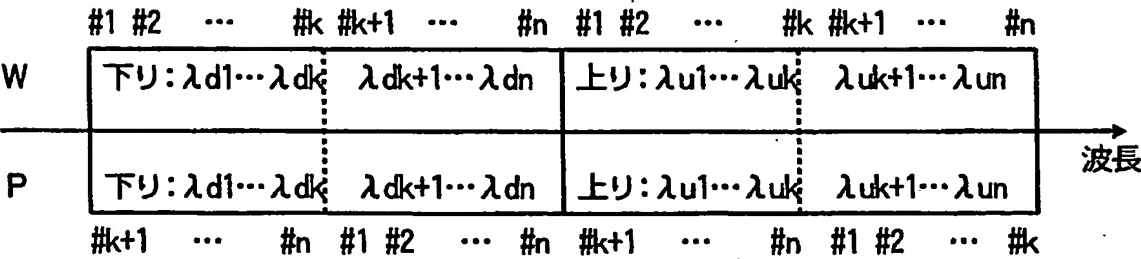 #1 #2 … #k #k+1 … #n #1 #2 … #k #k+1 … #n
W 下り:λd1…λdk λdk+1…λdn 上り:λu1…λuk λuk+1…λun
波長
P 下り:λd1…λdk λdk+1…λdn 上り:λu1…λuk λuk+1…λun
#k+1 … #n #1 #2 … #n #k+1 … #n #1 #2 … #k